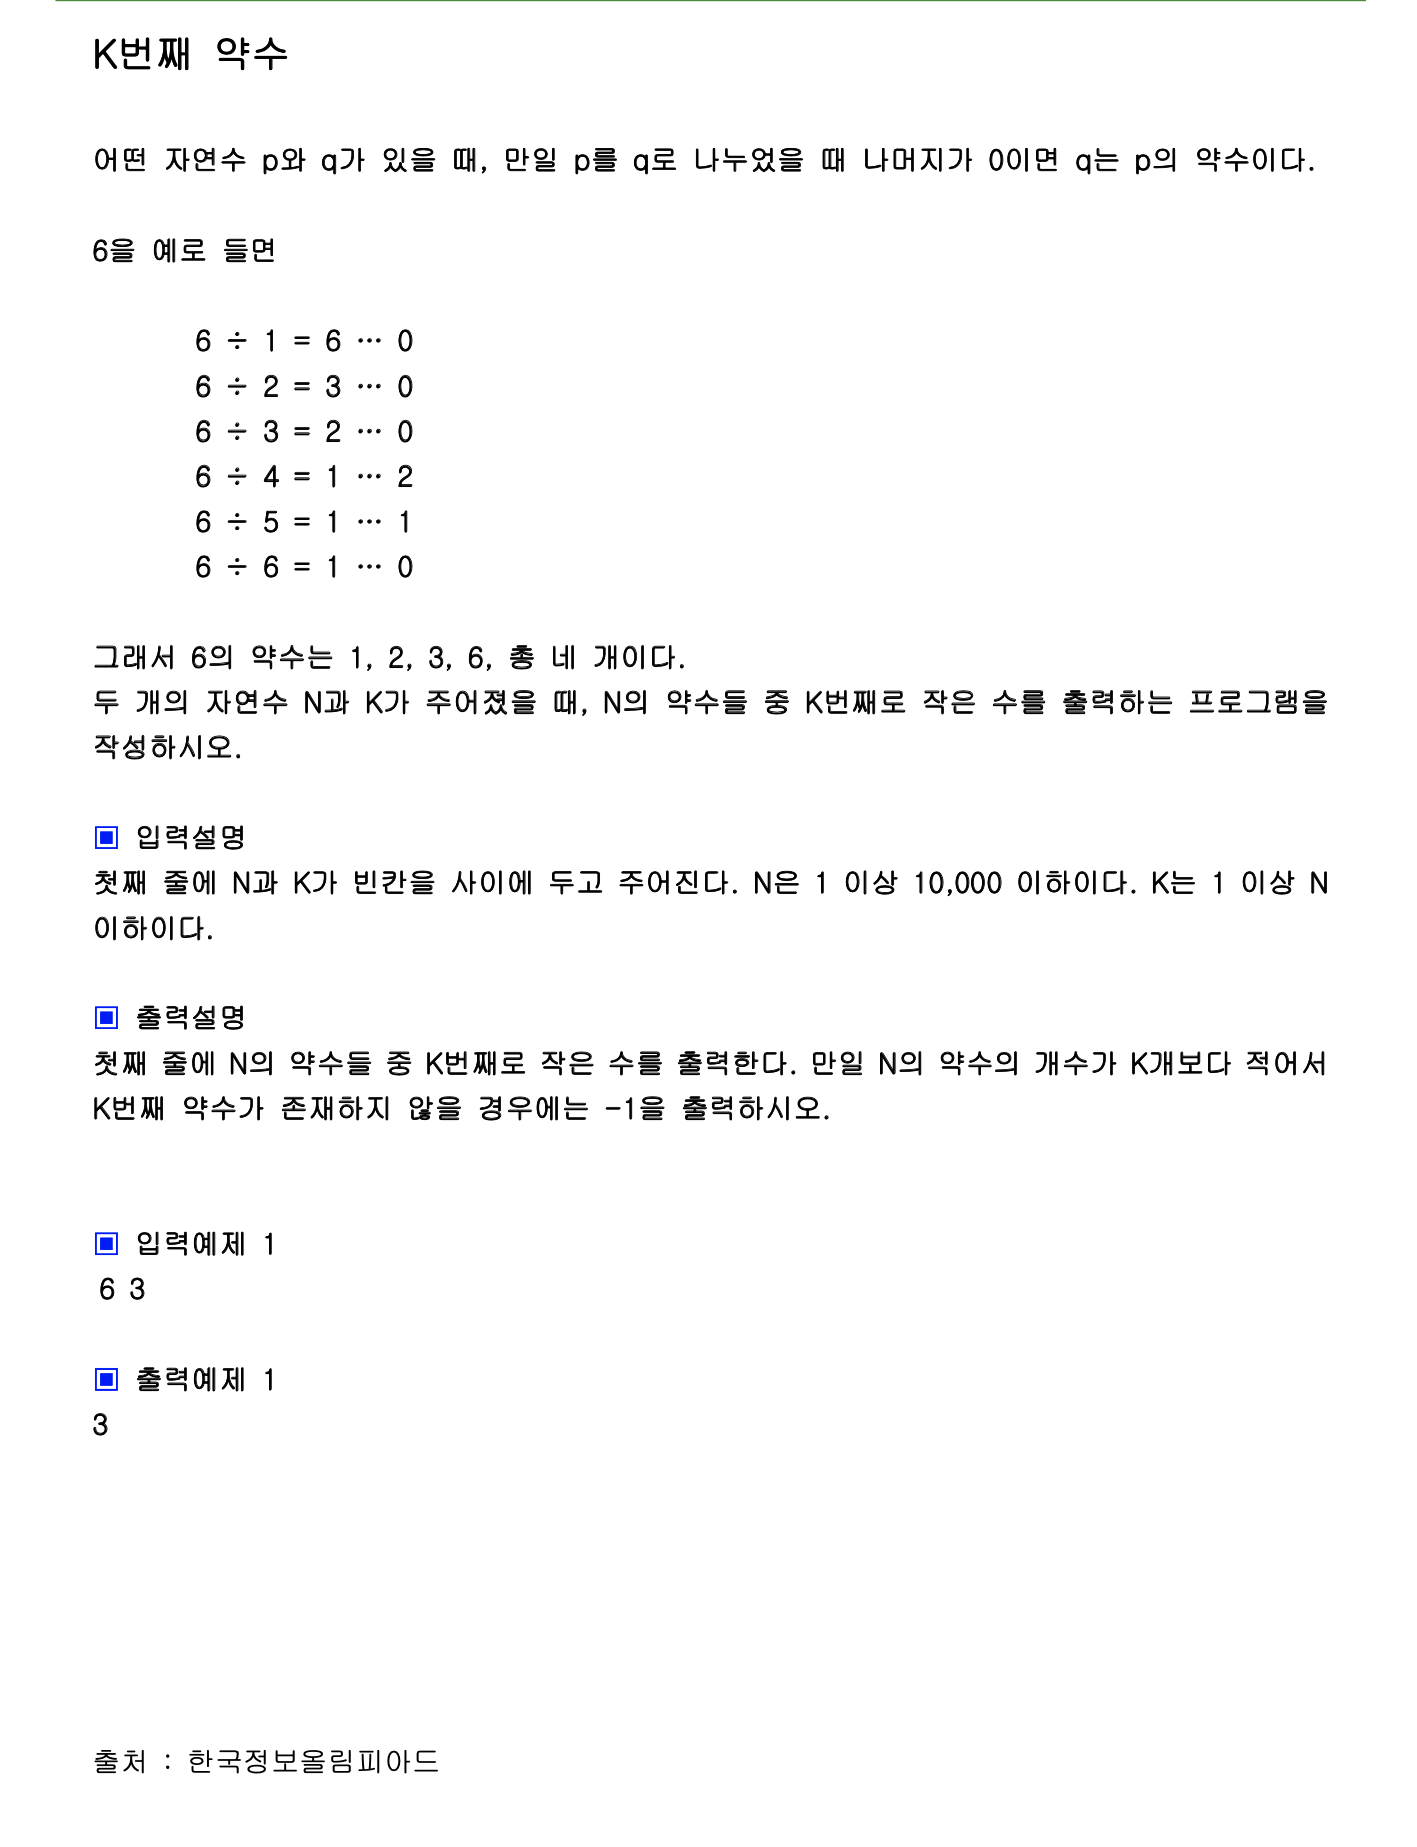 K번째 약수
어떤 자연수 p와 q가 있을 때, 만일 p를 q로 나누었을 때 나머지가 0이면 q는 p의 약수이다.
6을 예로 들면
6 ÷ 1 = 6 … 0
6 ÷ 2 = 3 … 0
6 ÷ 3 = 2 … 0
6 ÷ 4 = 1 … 2
6 ÷ 5 = 1 … 1
6 ÷ 6 = 1 … 0
그래서 6의 약수는 1, 2, 3, 6, 총 네 개이다.
두 개의 자연수 N과 K가 주어졌을 때, N의 약수들 중 K번째로 작은 수를 출력하는 프로그램을
작성하시오.
▣ 입력설명
첫째 줄에 N과 K가 빈칸을 사이에 두고 주어진다. N은 1 이상 10,000 이하이다. K는 1 이상 N
이하이다.
▣ 출력설명
첫째 줄에 N의 약수들 중 K번째로 작은 수를 출력한다. 만일 N의 약수의 개수가 K개보다 적어서
K번째 약수가 존재하지 않을 경우에는 -1을 출력하시오.
▣ 입력예제 1
6 3
▣ 출력예제 1
3
출처 : 한국정보올림피아드